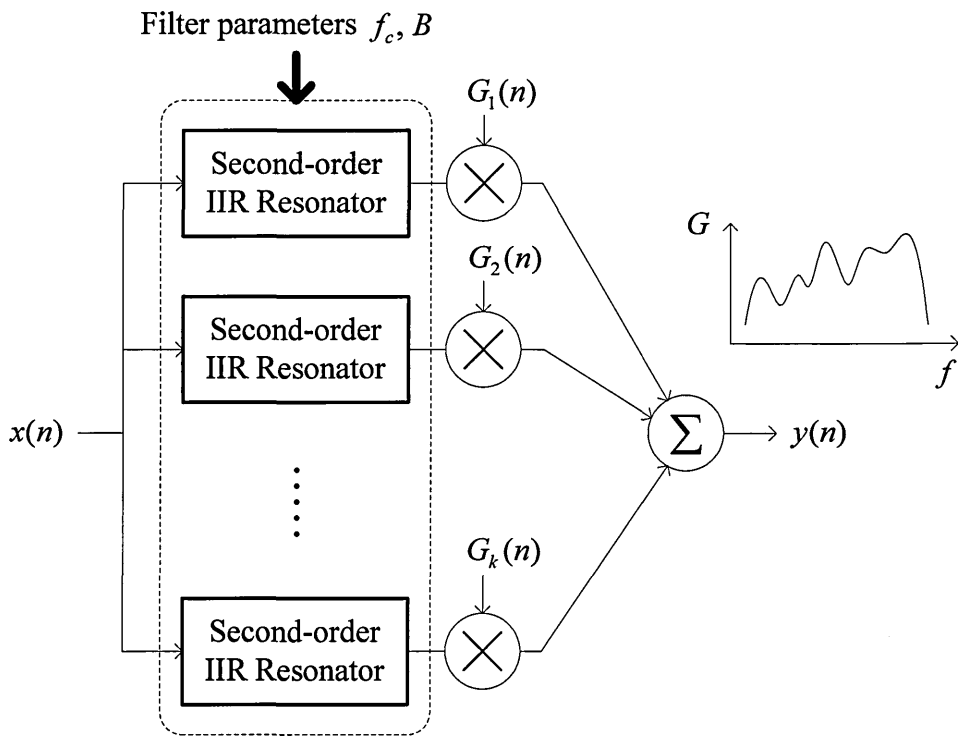 Filter parameters f_c, B
G_1(n)
Second-order
IIR Resonator
G
G_2(n)
Second-order
IIR Resonator
f
x(n)
Σ
y(n)
G_k(n)
Second-order
IIR Resonator